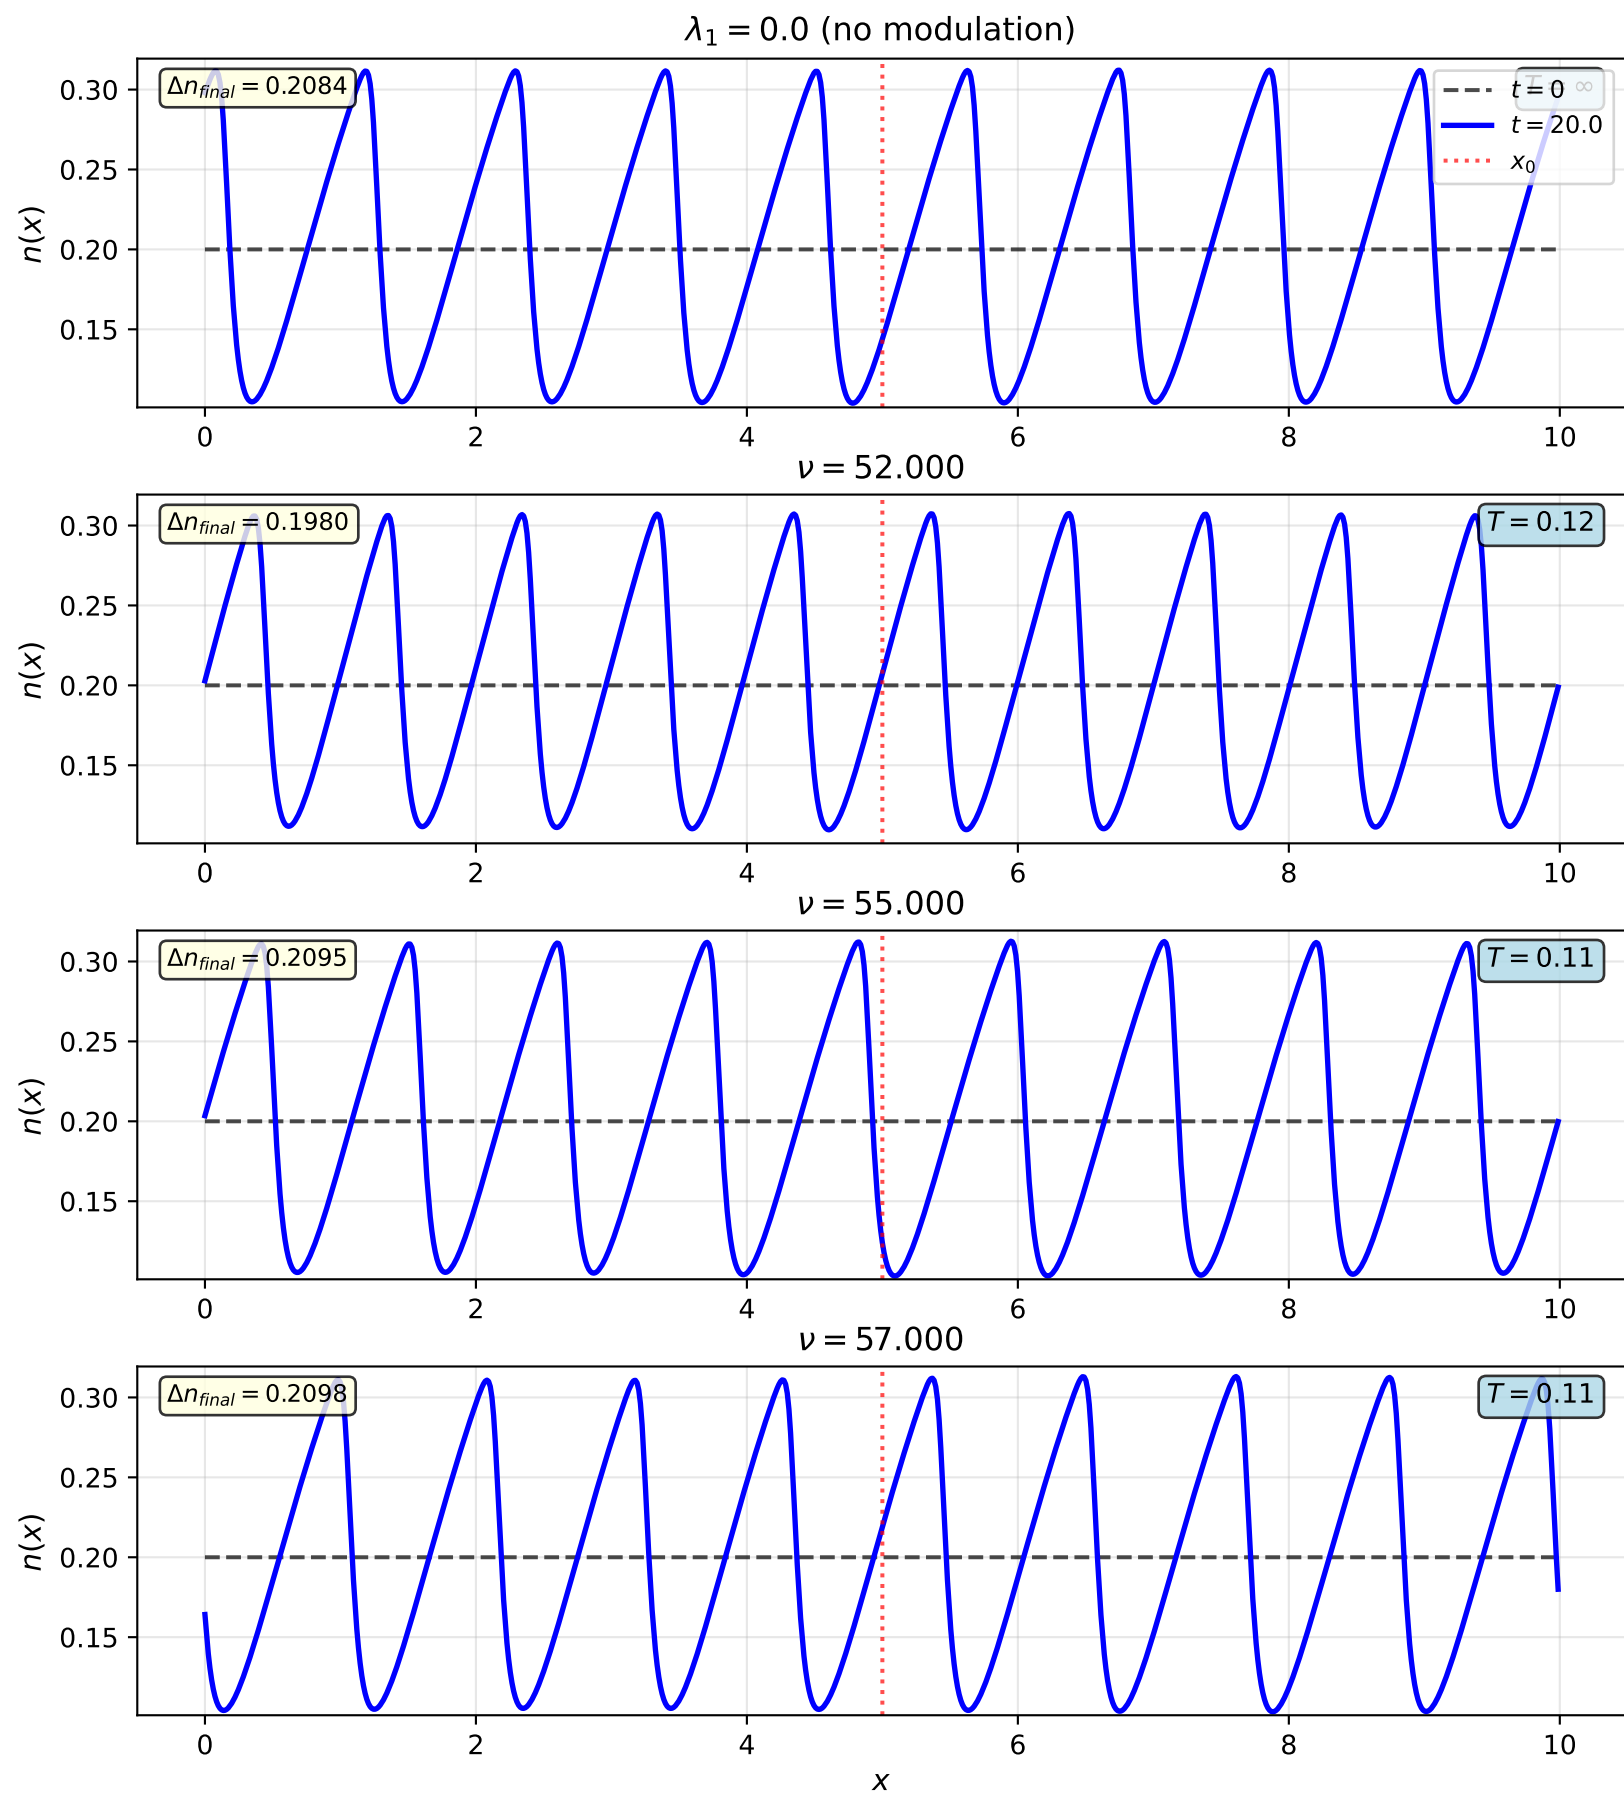 λ₁ = 0.0 (no modulation)
Δn_final = 0.2084
T = ∞
t = 0
t = 20.0
x₀
n(x)
0.30
0.25
0.20
0.15
0 2 4 6 8 10
ν = 52.000
Δn_final = 0.1980
T = 0.12
n(x)
0.30
0.25
0.20
0.15
0 2 4 6 8 10
ν = 55.000
Δn_final = 0.2095
T = 0.11
n(x)
0.30
0.25
0.20
0.15
0 2 4 6 8 10
ν = 57.000
Δn_final = 0.2098
T = 0.11
n(x)
0.30
0.25
0.20
0.15
0 2 4 6 8 10
x